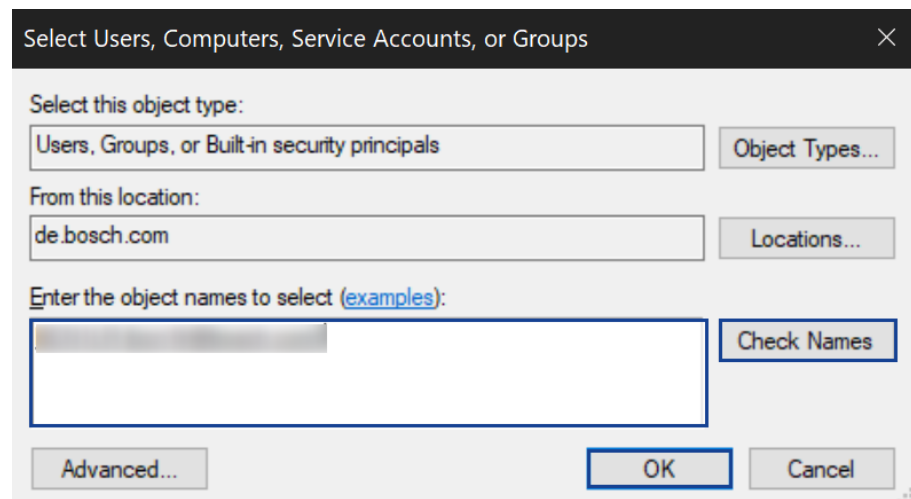 Select Users, Computers, Service Accounts, or Groups
Select this object type:
Users, Groups, or Built-in security principals
Object Types...
From this location:
de.bosch.com
Locations...
Enter the object names to select (examples):
Check Names
Advanced...
OK
Cancel